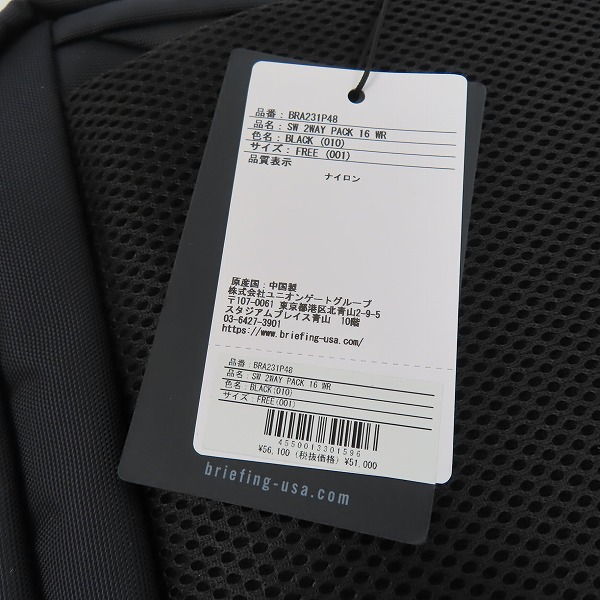 品番：BRA231P48
品名：SW 2WAY PACK 16 WR
色名：BLACK (010)
サイズ：FREE (001)
品質表示
ナイロン
原産国：中国製
株式会社ユニオンゲートグループ
〒107-0061 東京都港区北青山2-9-5
スタジアムプレイス青山　10階
03-6427-3901
https://www.briefing-usa.com/
品番：BRA231P48
品名：SW 2WAY PACK 16 WR
色名：BLACK(010)
サイズ：FREE(001)
4550013301596
¥56,100 (税抜価格) ¥51,000
briefing-usa.com